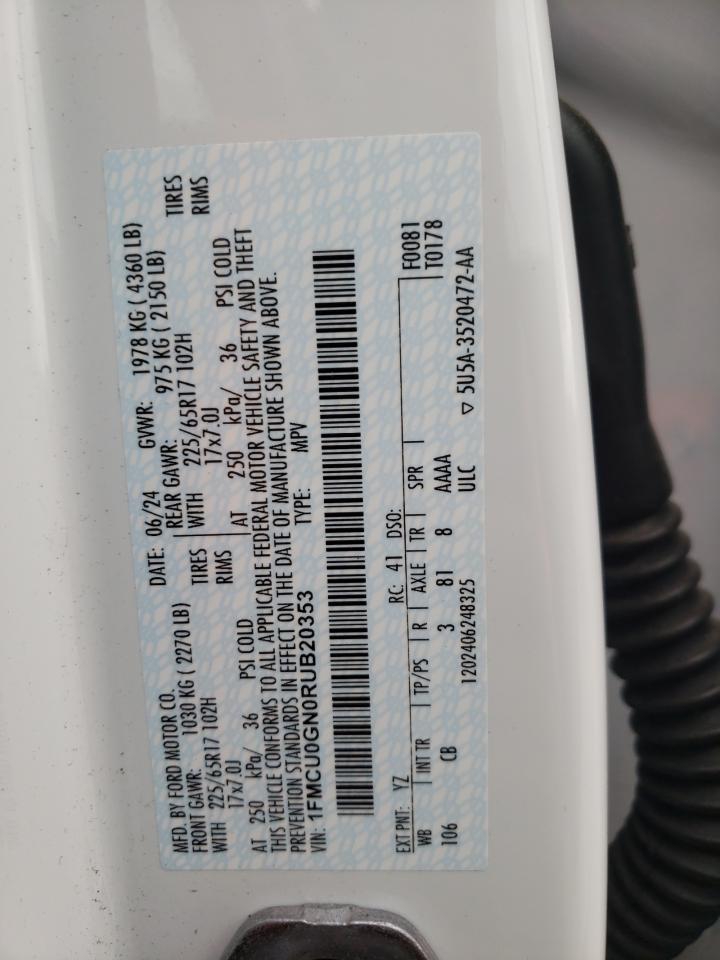 MFD. BY FORD MOTOR CO. DATE: 06/24 GVWR: 1978 KG ( 4360 LB)
FRONT GAWR: 1030 KG ( 2270 LB) REAR GAWR: 975 KG ( 2150 LB)
WITH 225/65R17 102H TIRES WITH 225/65R17 102H TIRES
17x7.0J RIMS 17x7.0J RIMS
AT 250 kPa/ 36 PSI COLD AT 250 kPa/ 36 PSI COLD
THIS VEHICLE CONFORMS TO ALL APPLICABLE FEDERAL MOTOR VEHICLE SAFETY AND THEFT
PREVENTION STANDARDS IN EFFECT ON THE DATE OF MANUFACTURE SHOWN ABOVE.
VIN: 1FMCU0GN0RUB20353 TYPE: MPV
EXT PNT: YZ RC: 41 DSO: F0081
WB INT TR TP/PS R AXLE TR SPR T0178
106 CB 3 81 8 AAAA
1202406248325 ULC ▽ 5U5A-3520472-AA